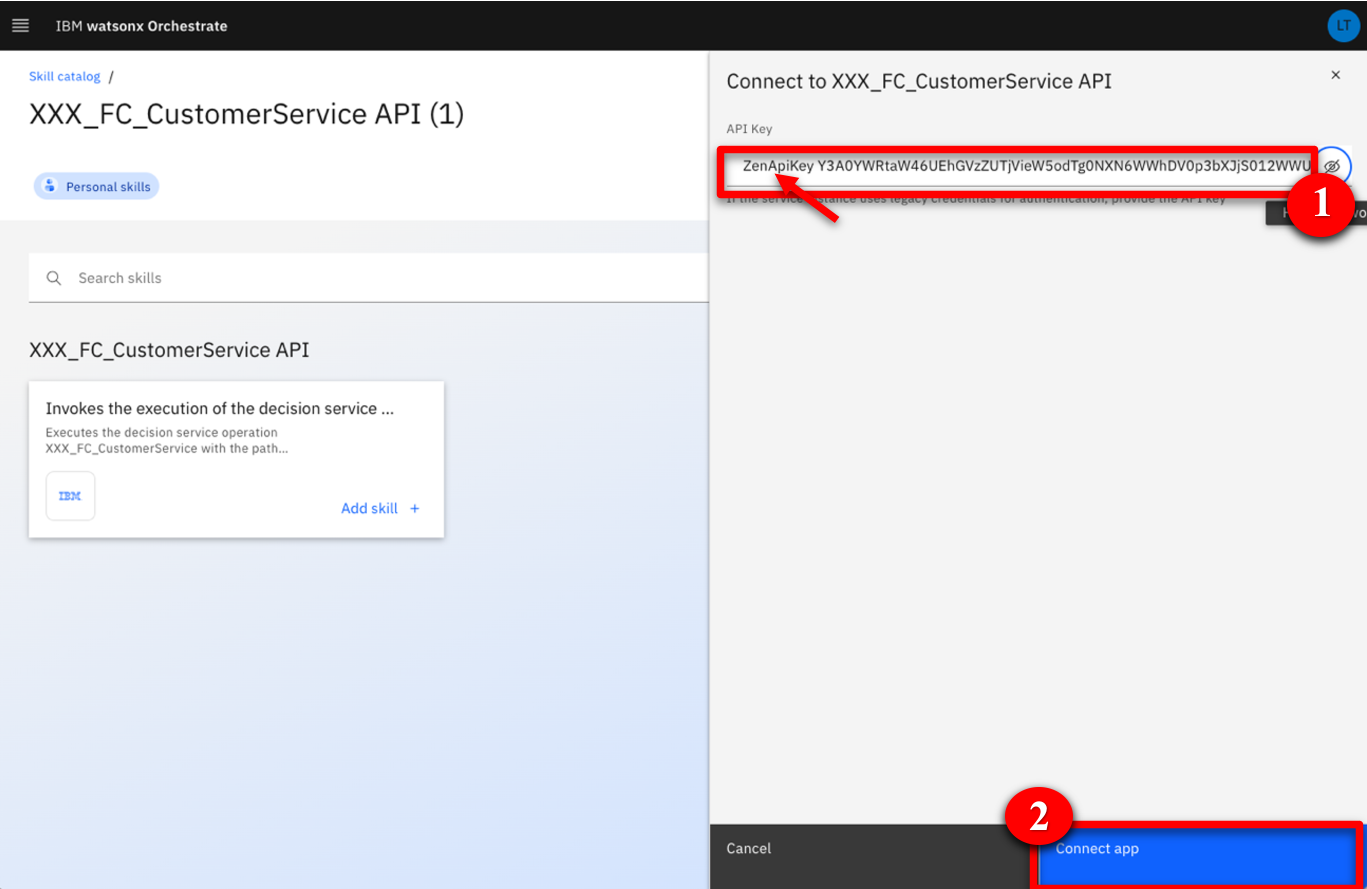 IBM watsonx Orchestrate
LT
Skill catalog /
XXX_FC_CustomerService API (1)
Personal skills
Search skills
XXX_FC_CustomerService API
Invokes the execution of the decision service ...
Executes the decision service operation
XXX_FC_CustomerService with the path...
IBM
Add skill +
Connect to XXX_FC_CustomerService API
API Key
ZenApiKey Y3A0YWRtaW46UEhGVzZUTjVieW5odTg0NXN6WWhDV0p3bXJjS012WWU
1
If the service instance uses legacy credentials for authentication, provide the API key
2
Cancel
Connect app